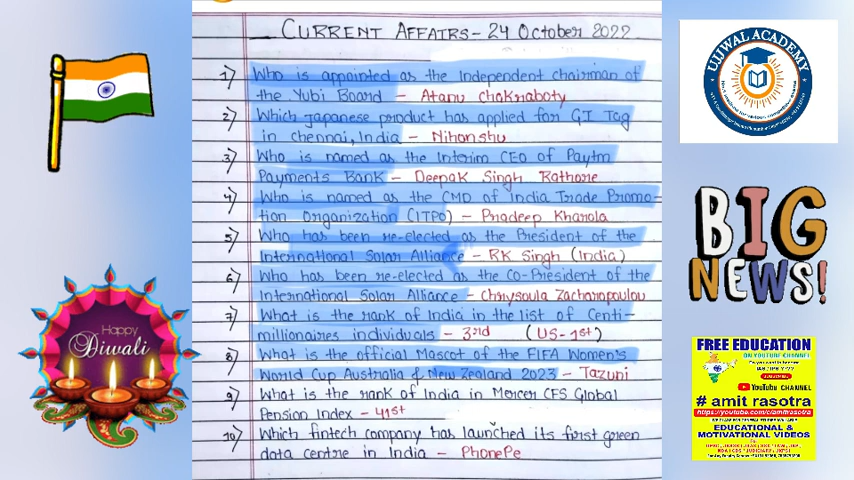 CURRENT AFFAIRS - 24 October 2022
1) Who is appointed as the Independent chairman of
the Yubi Board - Atanu Chakraboty
2) Which Japanese product has applied for GI Tag
in chennai, India - Nihonshu
3) Who is named as the Interim CEO of Paytm
Payments Bank - Deepak Singh Rathore
4) Who is named as the CMD of India Trade Promo-
tion Organization (ITPO) - Pradeep Kharola
5) Who has been re-elected as the President of the
International Solar Alliance - RK Singh (India)
6) Who has been re-elected as the Co-President of the
International Solar Alliance - Chrysoula Zacharopoulou
7) What is the rank of India in the list of Centi-
millionaires individuals - 3rd (US-1st)
8) What is the official Mascot of the FIFA Women's
World Cup Australia & New Zealand 2023 - Tazuni
9) What is the rank of India in Mercer CFS Global
Pension Index - 41st
10) Which fintech company has launched its first green
data centre in India - PhonePe
Happy
Diwali
UJJWAL ACADEMY
BIG
NEWS!
FREE EDUCATION
ON YOUTUBE CHANNEL
YouTube CHANNEL
# amit rasotra
EDUCATIONAL &
MOTIVATIONAL VIDEOS